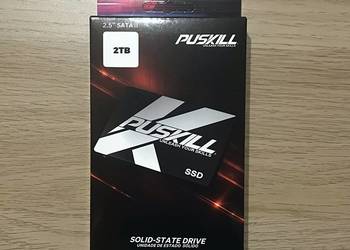 2.5" SATA III
2TB
PUSKILL
UNLEASH YOUR SKILLS
PUSKILL
UNLEASH YOUR SKILLS
SSD
SOLID-STATE DRIVE
UNIDADE DE ESTADO SÓLIDO